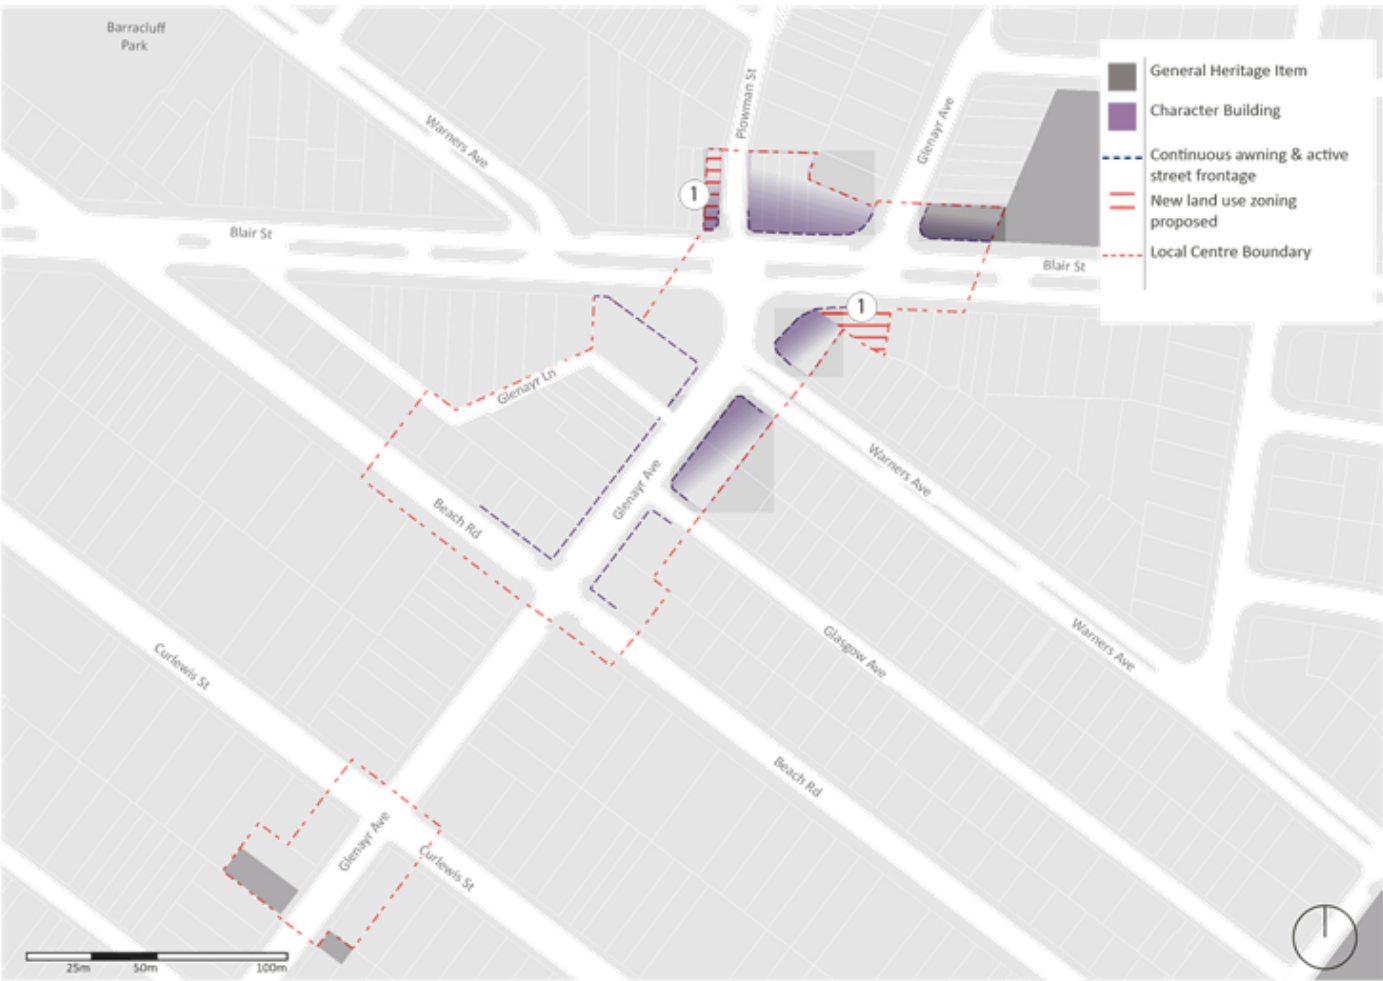 Barracluff
Park
Warners Ave
Plowman St
Glenayr Ave
General Heritage Item
Character Building
Continuous awning & active
street frontage
New land use zoning
proposed
Local Centre Boundary
1
Blair St
Blair St
1
Glenayr Ln
Warners Ave
Glenayr Ave
Beach Rd
Curlewis St
Glasgow Ave
Warners Ave
Beach Rd
Glenayr Ave
Curlewis St
25m 50m 100m